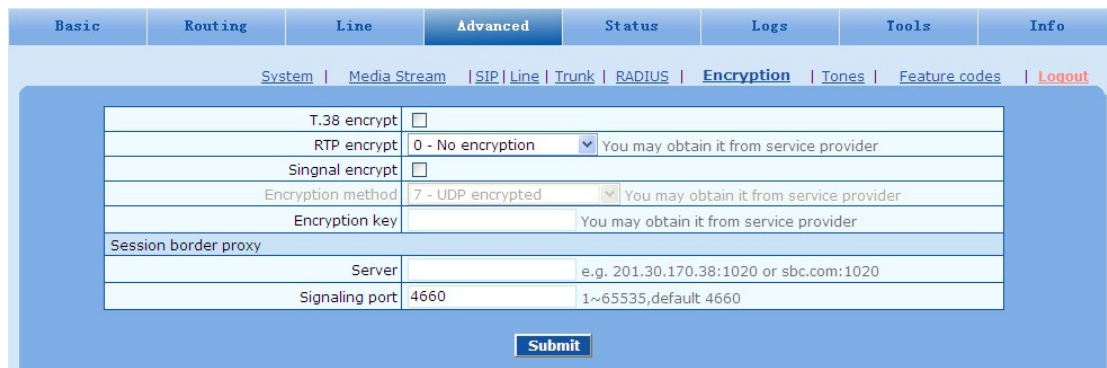 Basic Routing Line Advanced Status Logs Tools Info
System | Media Stream | SIP | Line | Trunk | RADIUS | Encryption | Tones | Feature codes | Logout
T.38 encrypt
RTP encrypt 0 - No encryption You may obtain it from service provider
Singnal encrypt
Encryption method 7 - UDP encrypted You may obtain it from service provider
Encryption key You may obtain it from service provider
Session border proxy
Server e.g. 201.30.170.38:1020 or sbc.com:1020
Signaling port 4660 1~65535,default 4660
Submit